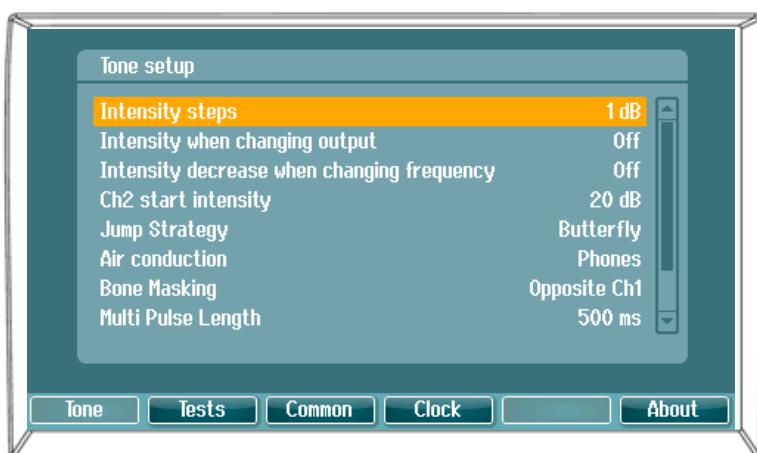 Tone setup
Intensity steps 1 dB
Intensity when changing output Off
Intensity decrease when changing frequency Off
Ch2 start intensity 20 dB
Jump Strategy Butterfly
Air conduction Phones
Bone Masking Opposite Ch1
Multi Pulse Length 500 ms
Tone Tests Common Clock About